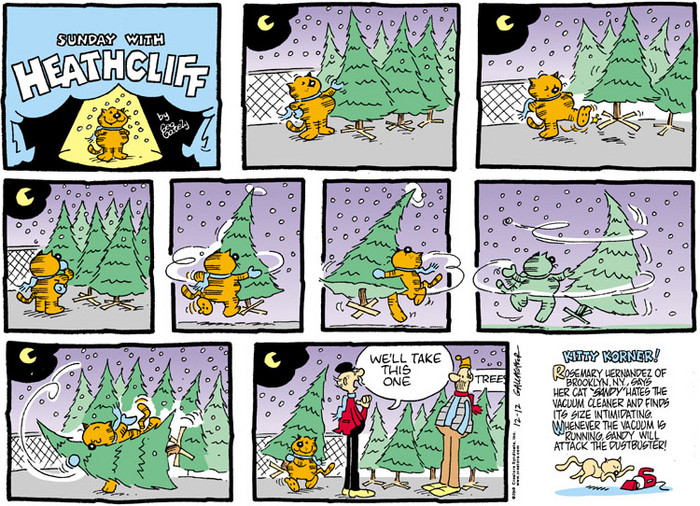 SUNDAY WITH
HEATHCLIFF
by
WE'LL TAKE
THIS
ONE
TREES
12-12 GALLAGHER
KITTY KORNER!
ROSEMARY HERNANDEZ OF
BROOKLYN, N.Y., SAYS
HER CAT "SANDY" HATES THE
VACUUM CLEANER AND FINDS
ITS SIZE INTIMIDATING.
WHENEVER THE VACUUM IS
RUNNING, SANDY WILL
ATTACK THE DUSTBUSTER!